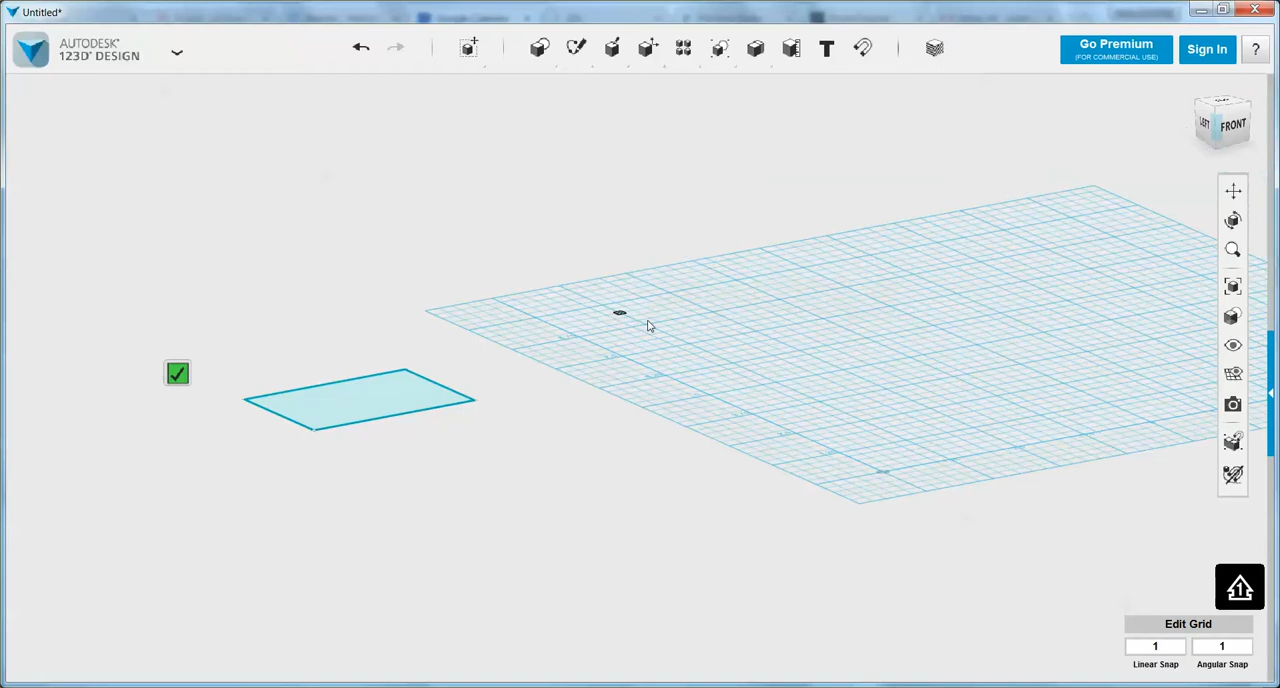 Untitled*
AUTODESK®
123D® DESIGN
T
Go Premium
(FOR COMMERCIAL USE)
Sign In
?
LEFT
FRONT
1
Edit Grid
1
1
Linear Snap
Angular Snap